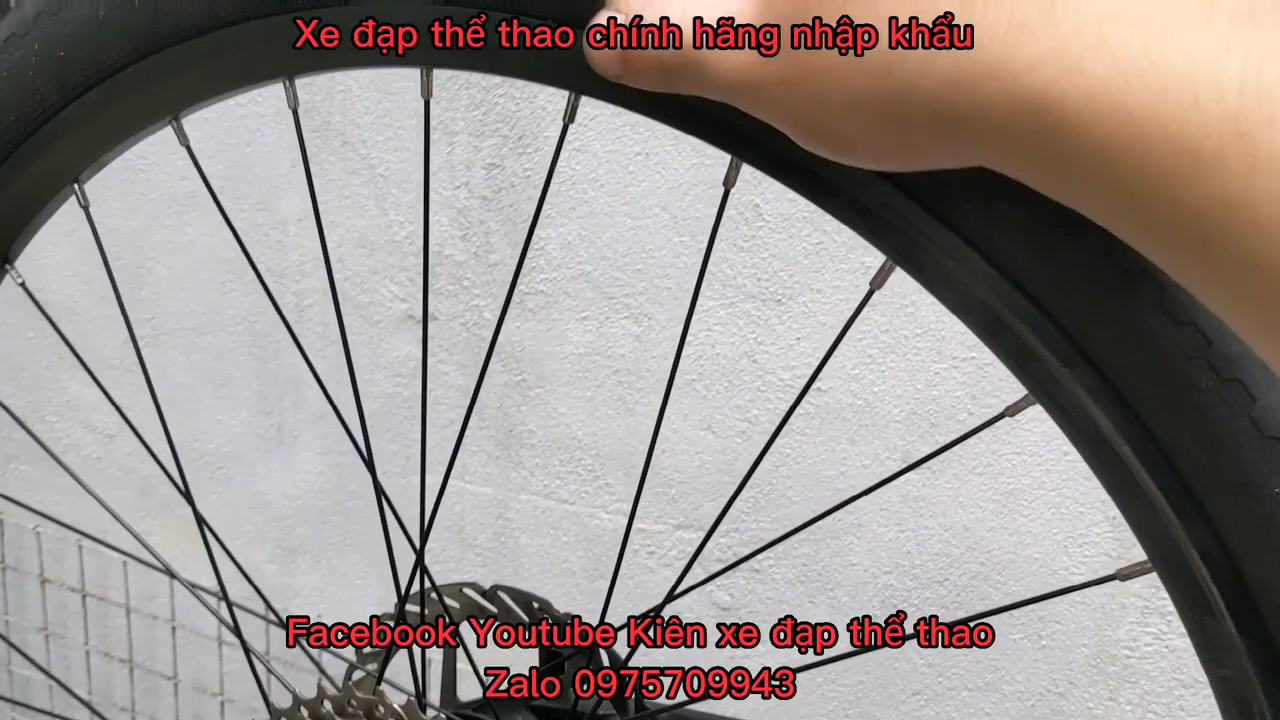 Xe đạp thể thao chính hãng nhập khẩu
Facebook Youtube Kiên xe đạp thể thao
Zalo 0975709943